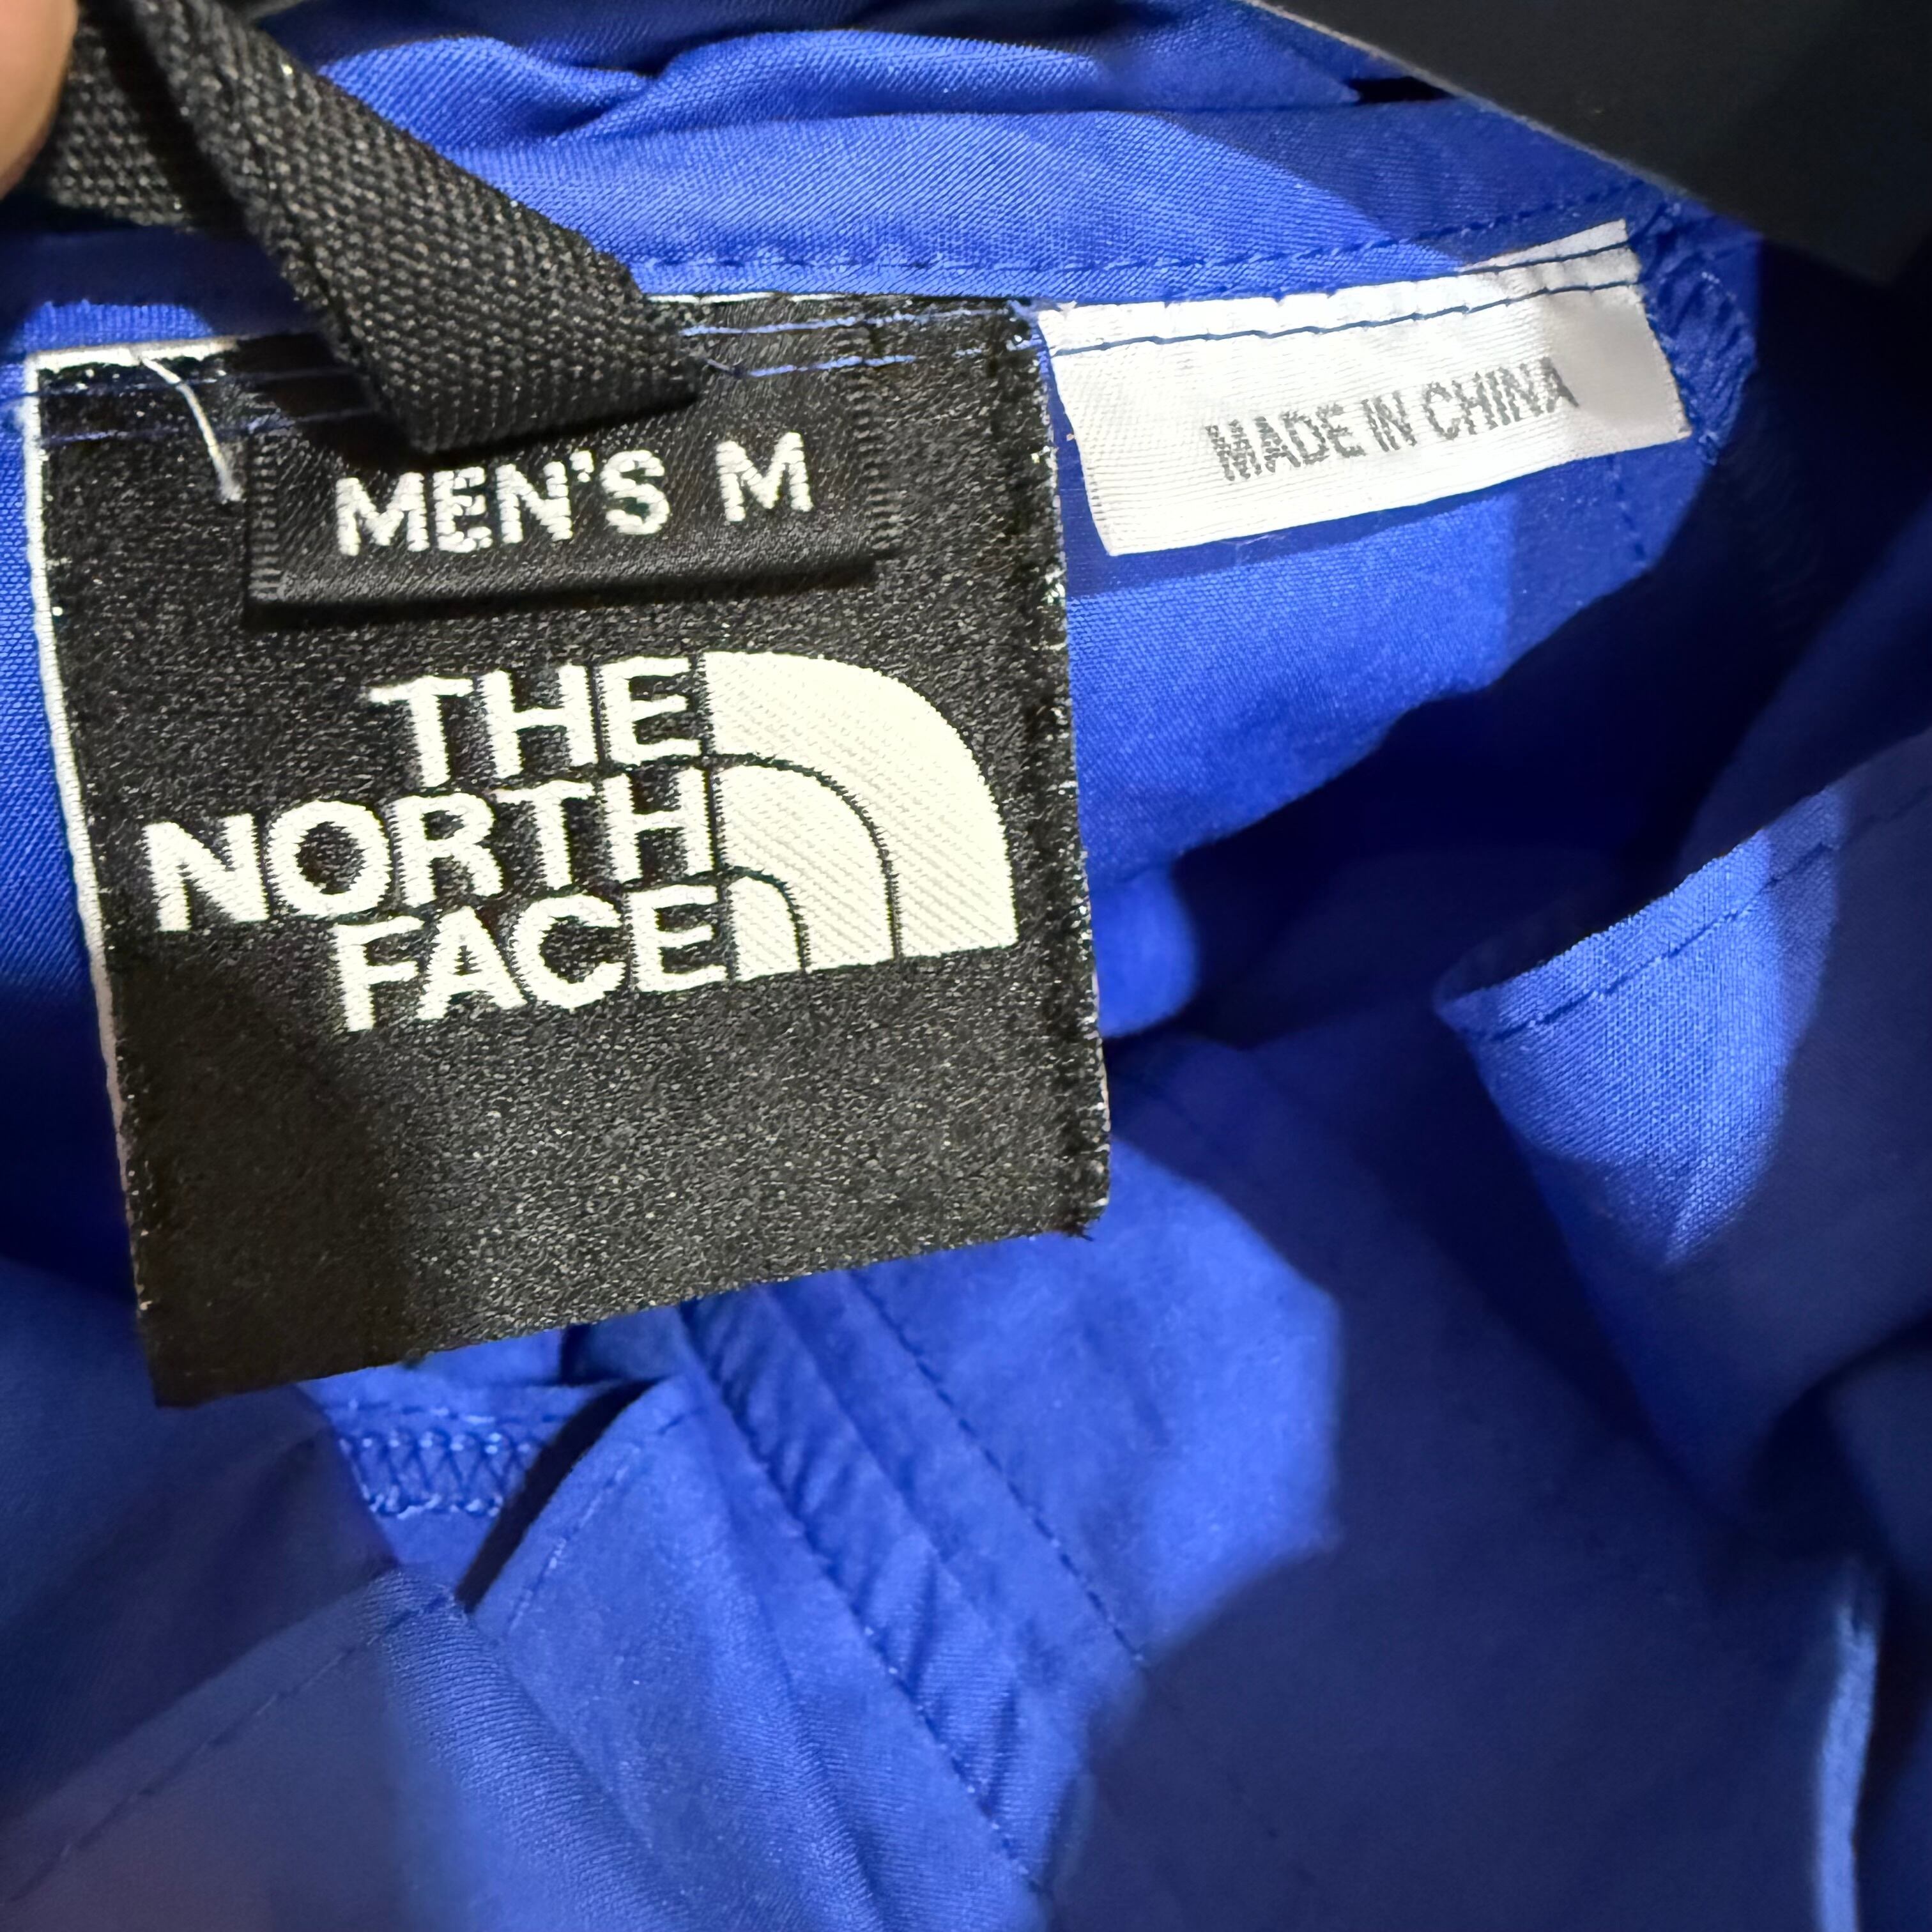 MEN'S M
MADE IN CHINA
THE
NORTH
FACE